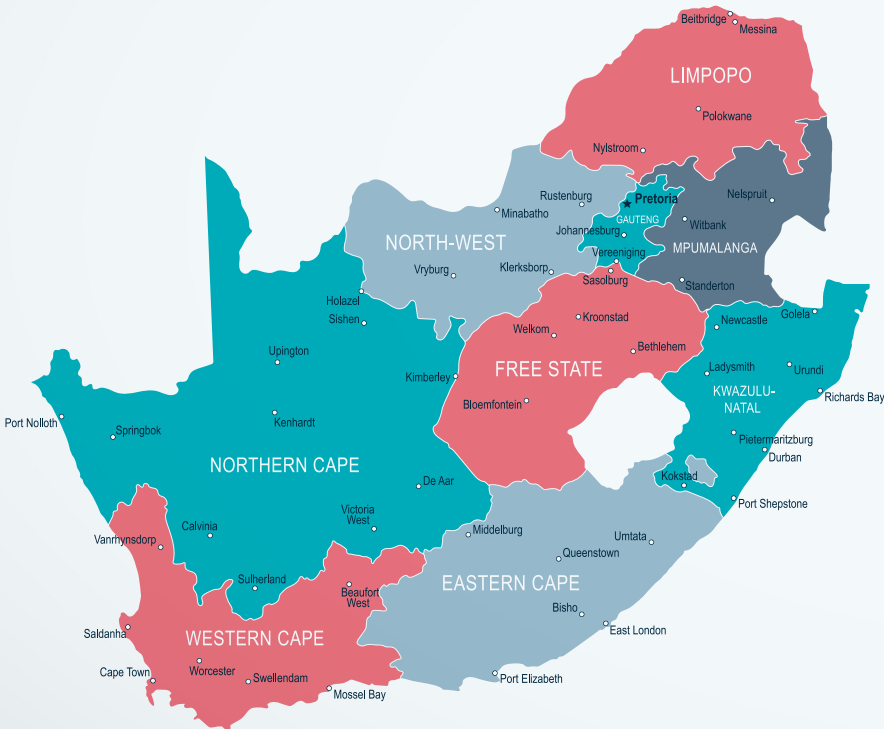 Beitbridge
Messina
LIMPOPO
Polokwane
Nylstroom
Rustenburg
Pretoria
Nelspruit
Minabatho
GAUTENG
Witbank
Johannesburg
NORTH-WEST
MPUMALANGA
Vereeniging
Vryburg
Klerksborp
Sasolburg
Standerton
Holazel
Golela
Sishen
Kroonstad
Newcastle
Welkom
Upington
Bethlehem
Ladysmith
Urundi
FREE STATE
Kimberley
KWAZULU-
NATAL
Richards Bay
Bloemfontein
Port Nolloth
Springbok
Kenhardt
Pietermaritzburg
Durban
NORTHERN CAPE
Kokstad
De Aar
Port Shepstone
Victoria
West
Calvinia
Middelburg
Umtata
Vanrhynsdorp
Queenstown
Sulherland
EASTERN CAPE
Beaufort
West
Bisho
Saldanha
WESTERN CAPE
East London
Cape Town
Worcester
Swellendam
Port Elizabeth
Mossel Bay